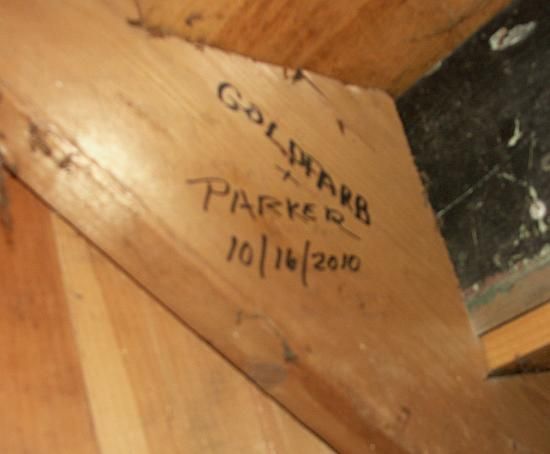 GOLDFARB
+
PARKER
10/16/2010